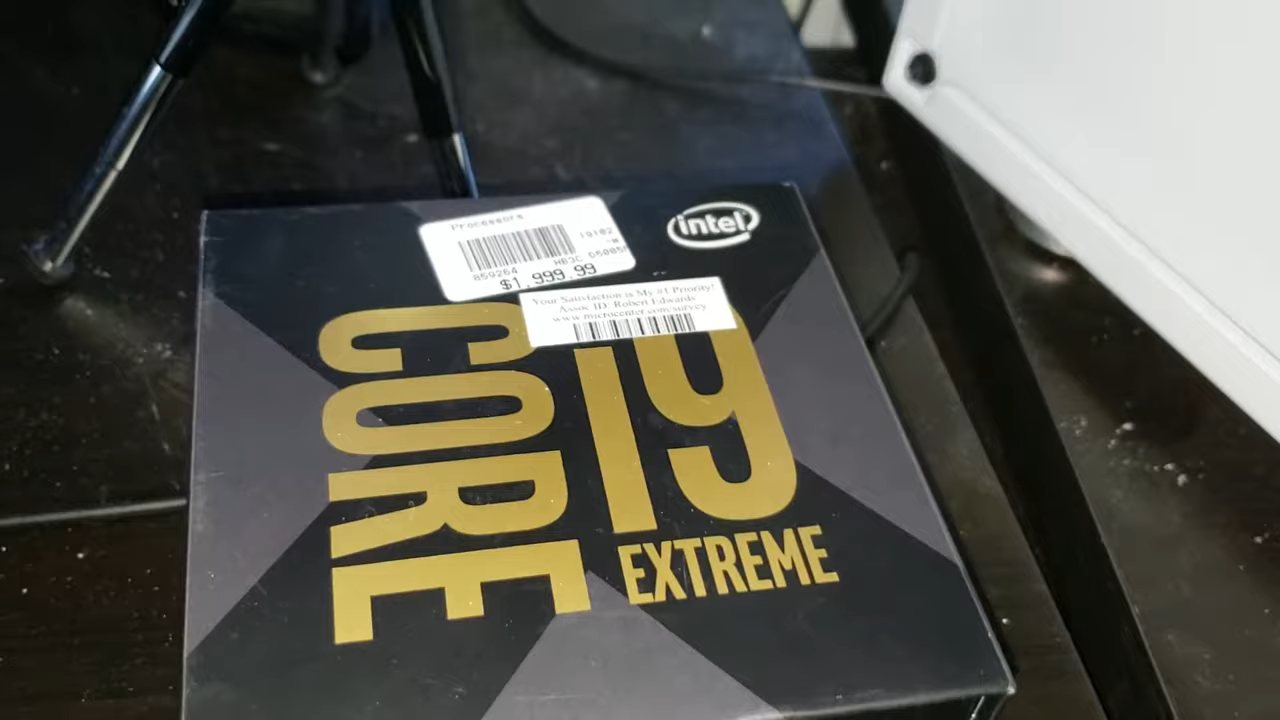 Processors
19102
859264 HB3C
$1,999.99
intel
Your Satisfaction is My #1 Priority!
Assoc ID: Robert Edwards
www.microcenter.com/survey
CORE
i9
EXTREME